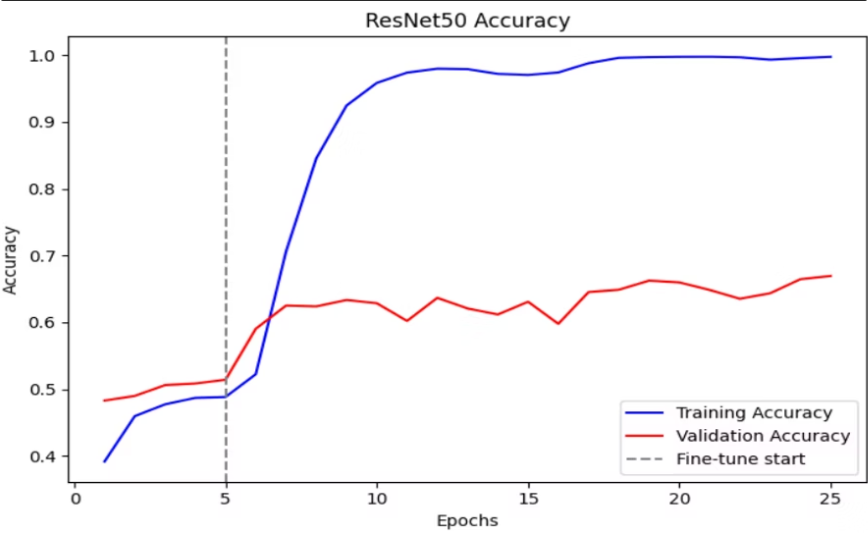 ResNet50 Accuracy
1.0
0.9
0.8
0.7
0.6
0.5
0.4
Accuracy
0 5 10 15 20 25
Epochs
Training Accuracy
Validation Accuracy
Fine-tune start